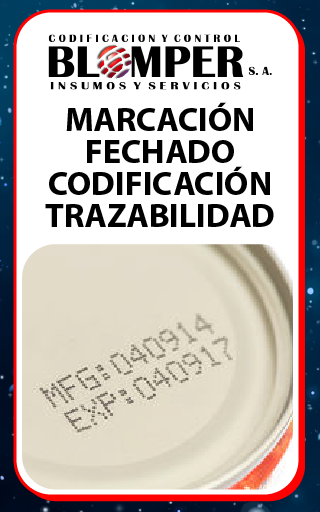 CODIFICACION Y CONTROL
BLOMPER S. A.
INSUMOS Y SERVICIOS
MARCACIÓN
FECHADO
CODIFICACIÓN
TRAZABILIDAD
MFG:040914
EXP:040917